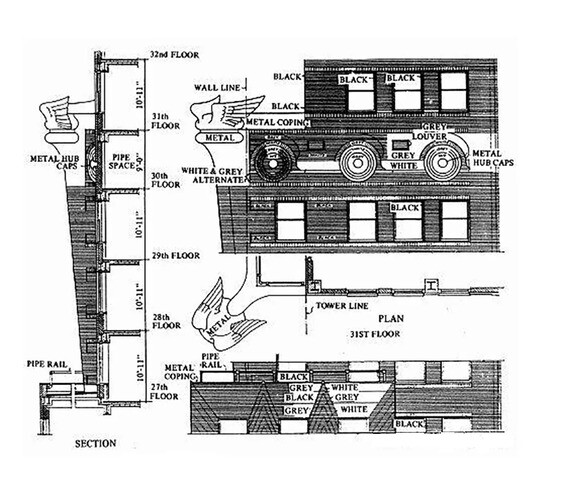 32nd FLOOR
10'-11"
31th
FLOOR
METAL HUB
CAPS
PIPE
SPACE
9'-0"
30th
FLOOR
10'-11"
29th FLOOR
10'-11"
28th
FLOOR
10'-11"
PIPE RAIL
27th
FLOOR
SECTION
WALL LINE
BLACK
BLACK
BLACK
BLACK
METAL COPING
METAL
GREY
LOUVER
GREY
WHITE
METAL
HUB CAPS
WHITE & GREY
ALTERNATE
BLACK
METAL
TOWER LINE
PLAN
31ST FLOOR
PIPE
RAIL
METAL
COPING
BLACK
GREY
WHITE
BLACK
GREY
GREY
WHITE
BLACK